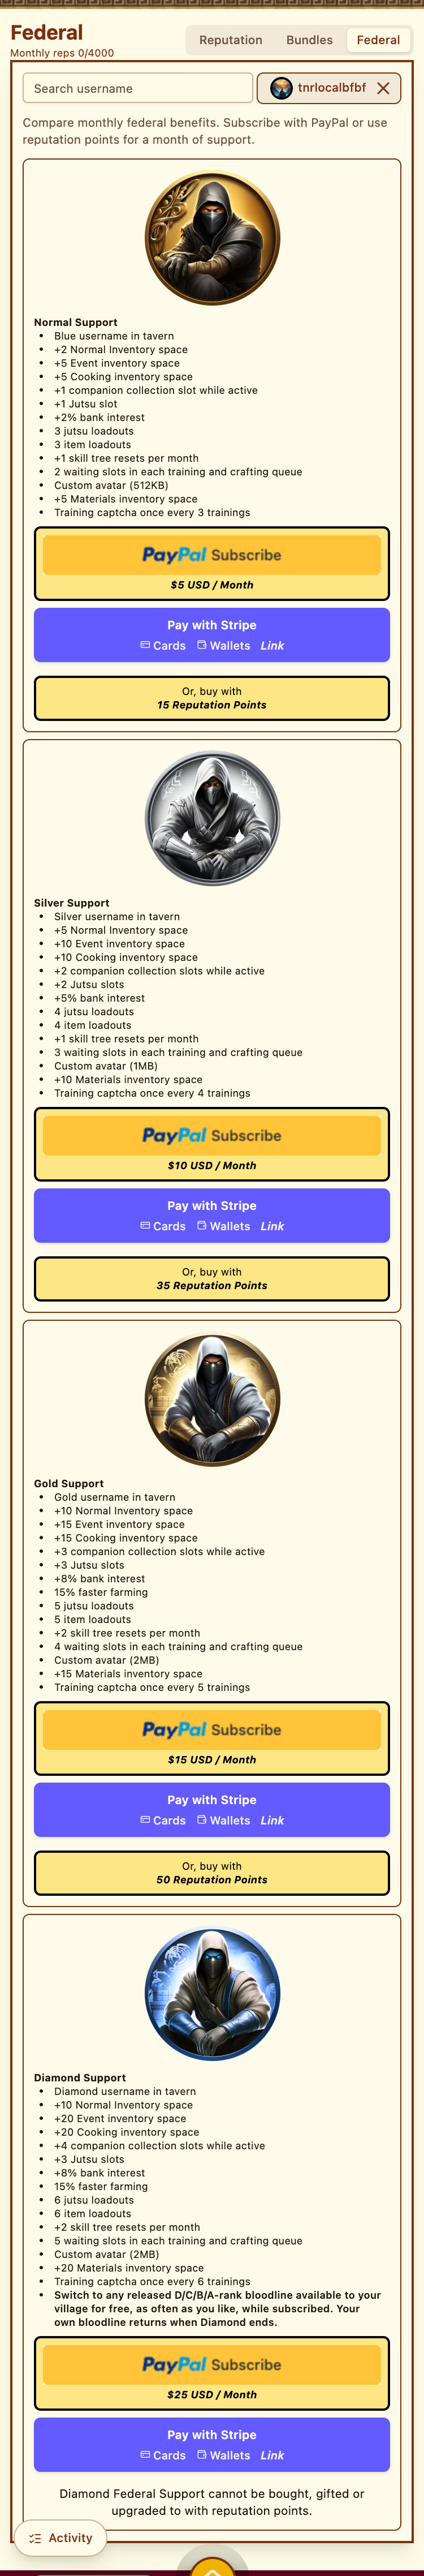 Federal
Monthly reps 0/4000
Reputation
Bundles
Federal
Search username
tnrlocalbfbf
Compare monthly federal benefits. Subscribe with PayPal or use
reputation points for a month of support.
Normal Support
• Blue username in tavern
• +2 Normal Inventory space
• +5 Event inventory space
• +5 Cooking inventory space
• +1 companion collection slot while active
• +1 Jutsu slot
• +2% bank interest
• 3 jutsu loadouts
• 3 item loadouts
• +1 skill tree resets per month
• 2 waiting slots in each training and crafting queue
• Custom avatar (512KB)
• +5 Materials inventory space
• Training captcha once every 3 trainings
PayPal Subscribe
$5 USD / Month
Pay with Stripe
Cards Wallets Link
Or, buy with
15 Reputation Points
Silver Support
• Silver username in tavern
• +5 Normal Inventory space
• +10 Event inventory space
• +10 Cooking inventory space
• +2 companion collection slots while active
• +2 Jutsu slots
• +5% bank interest
• 4 jutsu loadouts
• 4 item loadouts
• +1 skill tree resets per month
• 3 waiting slots in each training and crafting queue
• Custom avatar (1MB)
• +10 Materials inventory space
• Training captcha once every 4 trainings
PayPal Subscribe
$10 USD / Month
Pay with Stripe
Cards Wallets Link
Or, buy with
35 Reputation Points
Gold Support
• Gold username in tavern
• +10 Normal Inventory space
• +15 Event inventory space
• +15 Cooking inventory space
• +3 companion collection slots while active
• +3 Jutsu slots
• +8% bank interest
• 15% faster farming
• 5 jutsu loadouts
• 5 item loadouts
• +2 skill tree resets per month
• 4 waiting slots in each training and crafting queue
• Custom avatar (2MB)
• +15 Materials inventory space
• Training captcha once every 5 trainings
PayPal Subscribe
$15 USD / Month
Pay with Stripe
Cards Wallets Link
Or, buy with
50 Reputation Points
Diamond Support
• Diamond username in tavern
• +10 Normal Inventory space
• +20 Event inventory space
• +20 Cooking inventory space
• +4 companion collection slots while active
• +3 Jutsu slots
• +8% bank interest
• 15% faster farming
• 6 jutsu loadouts
• 6 item loadouts
• +2 skill tree resets per month
• 5 waiting slots in each training and crafting queue
• Custom avatar (2MB)
• +20 Materials inventory space
• Training captcha once every 6 trainings
• Switch to any released D/C/B/A-rank bloodline available to your
village for free, as often as you like, while subscribed. Your
own bloodline returns when Diamond ends.
PayPal Subscribe
$25 USD / Month
Pay with Stripe
Cards Wallets Link
Diamond Federal Support cannot be bought, gifted or
upgraded to with reputation points.
Activity